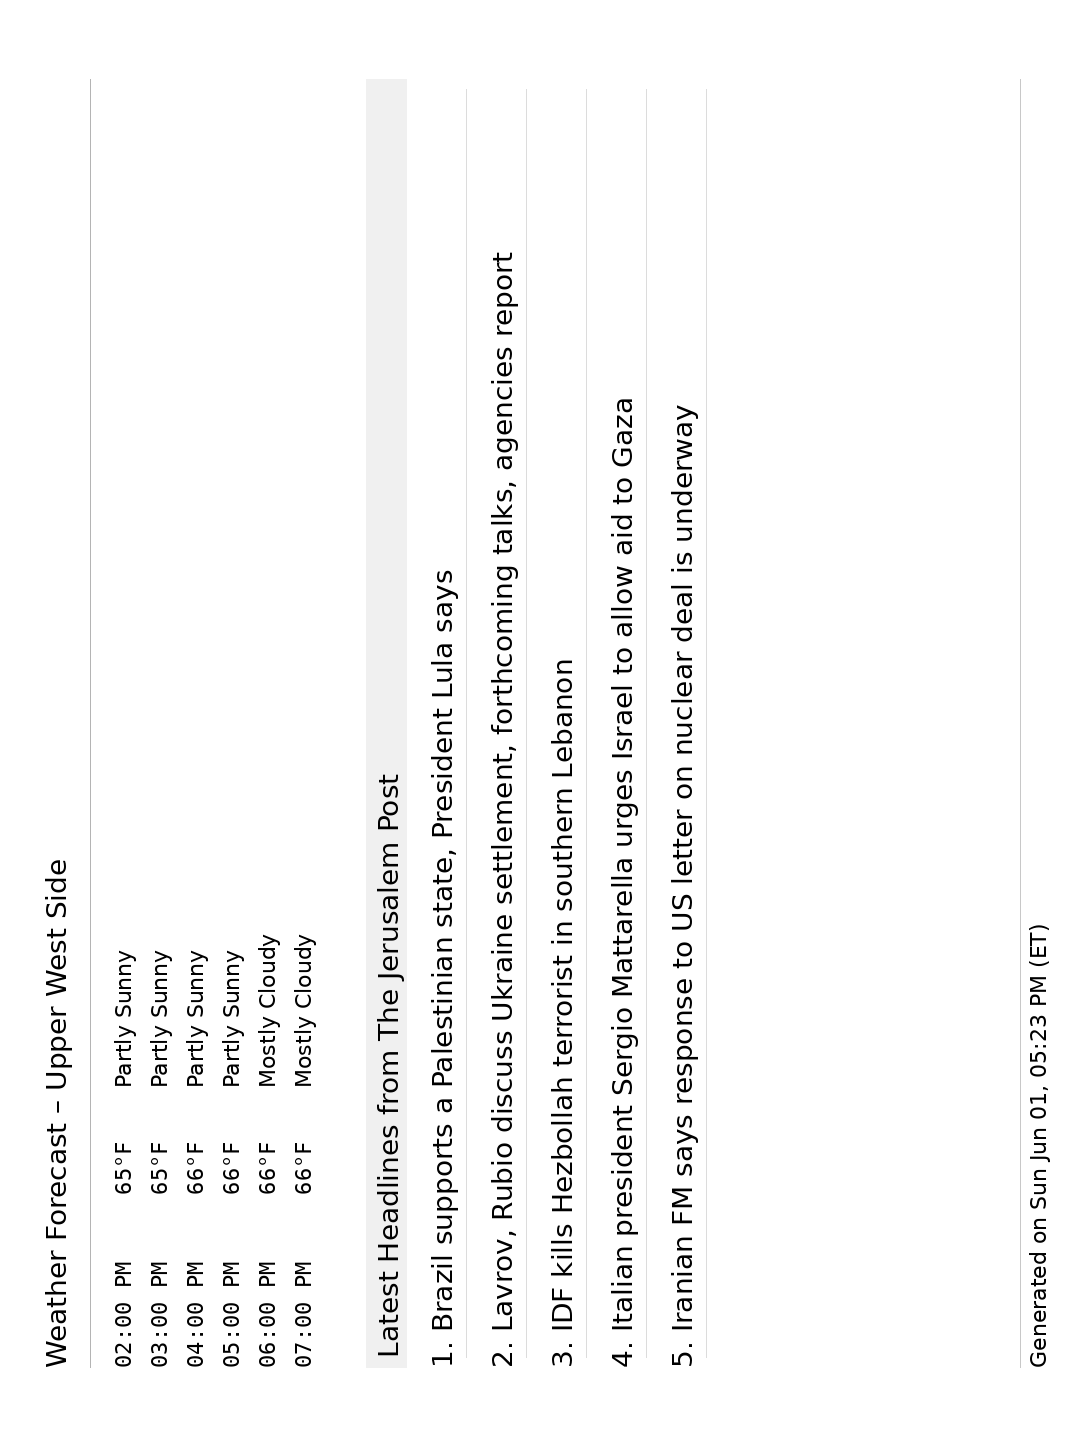 Weather Forecast – Upper West Side
02:00 PM 65°F Partly Sunny
03:00 PM 65°F Partly Sunny
04:00 PM 66°F Partly Sunny
05:00 PM 66°F Partly Sunny
06:00 PM 66°F Mostly Cloudy
07:00 PM 66°F Mostly Cloudy
Latest Headlines from The Jerusalem Post
1. Brazil supports a Palestinian state, President Lula says
2. Lavrov, Rubio discuss Ukraine settlement, forthcoming talks, agencies report
3. IDF kills Hezbollah terrorist in southern Lebanon
4. Italian president Sergio Mattarella urges Israel to allow aid to Gaza
5. Iranian FM says response to US letter on nuclear deal is underway
Generated on Sun Jun 01, 05:23 PM (ET)